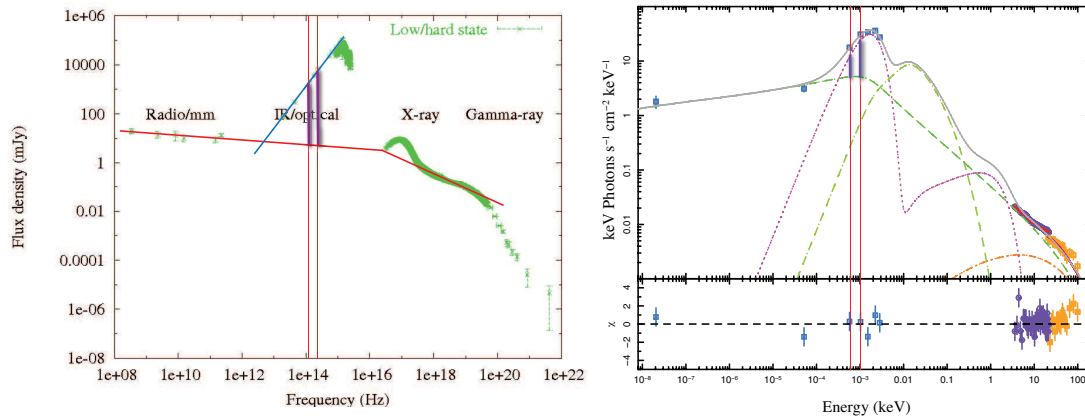 1e+06
10000
100
1
0.01
0.0001
1e-06
1e-08
Flux density (mJy)
Low/hard state
Radio/mm IR/optical X-ray Gamma-ray
1e+08 1e+10 1e+12 1e+14 1e+16 1e+18 1e+20 1e+22
Frequency (Hz)
10
1
0.1
0.01
keV Photons s⁻¹ cm⁻² keV⁻¹
4
2
0
−2
−4
χ
10⁻⁸ 10⁻⁷ 10⁻⁶ 10⁻⁵ 10⁻⁴ 10⁻³ 0.01 0.1 1 10 100
Energy (keV)